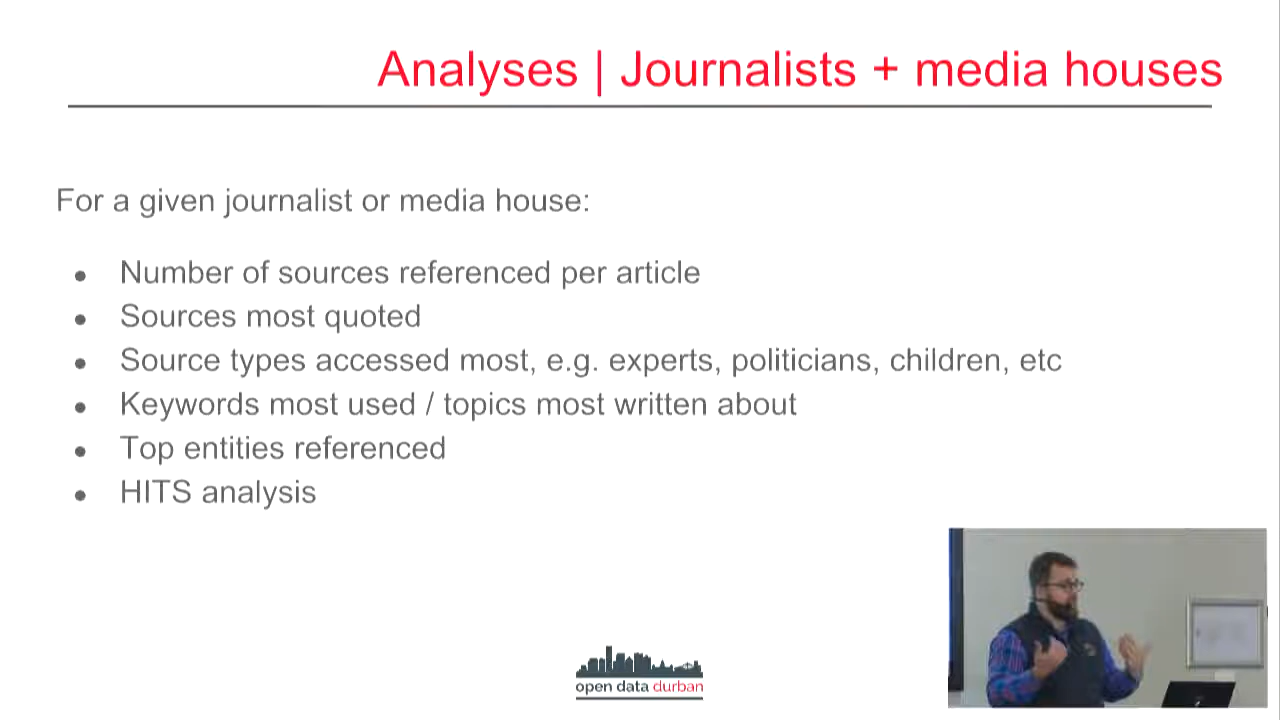 Analyses | Journalists + media houses
For a given journalist or media house:
Number of sources referenced per article
Sources most quoted
Source types accessed most, e.g. experts, politicians, children, etc
Keywords most used / topics most written about
Top entities referenced
HITS analysis
open data durban